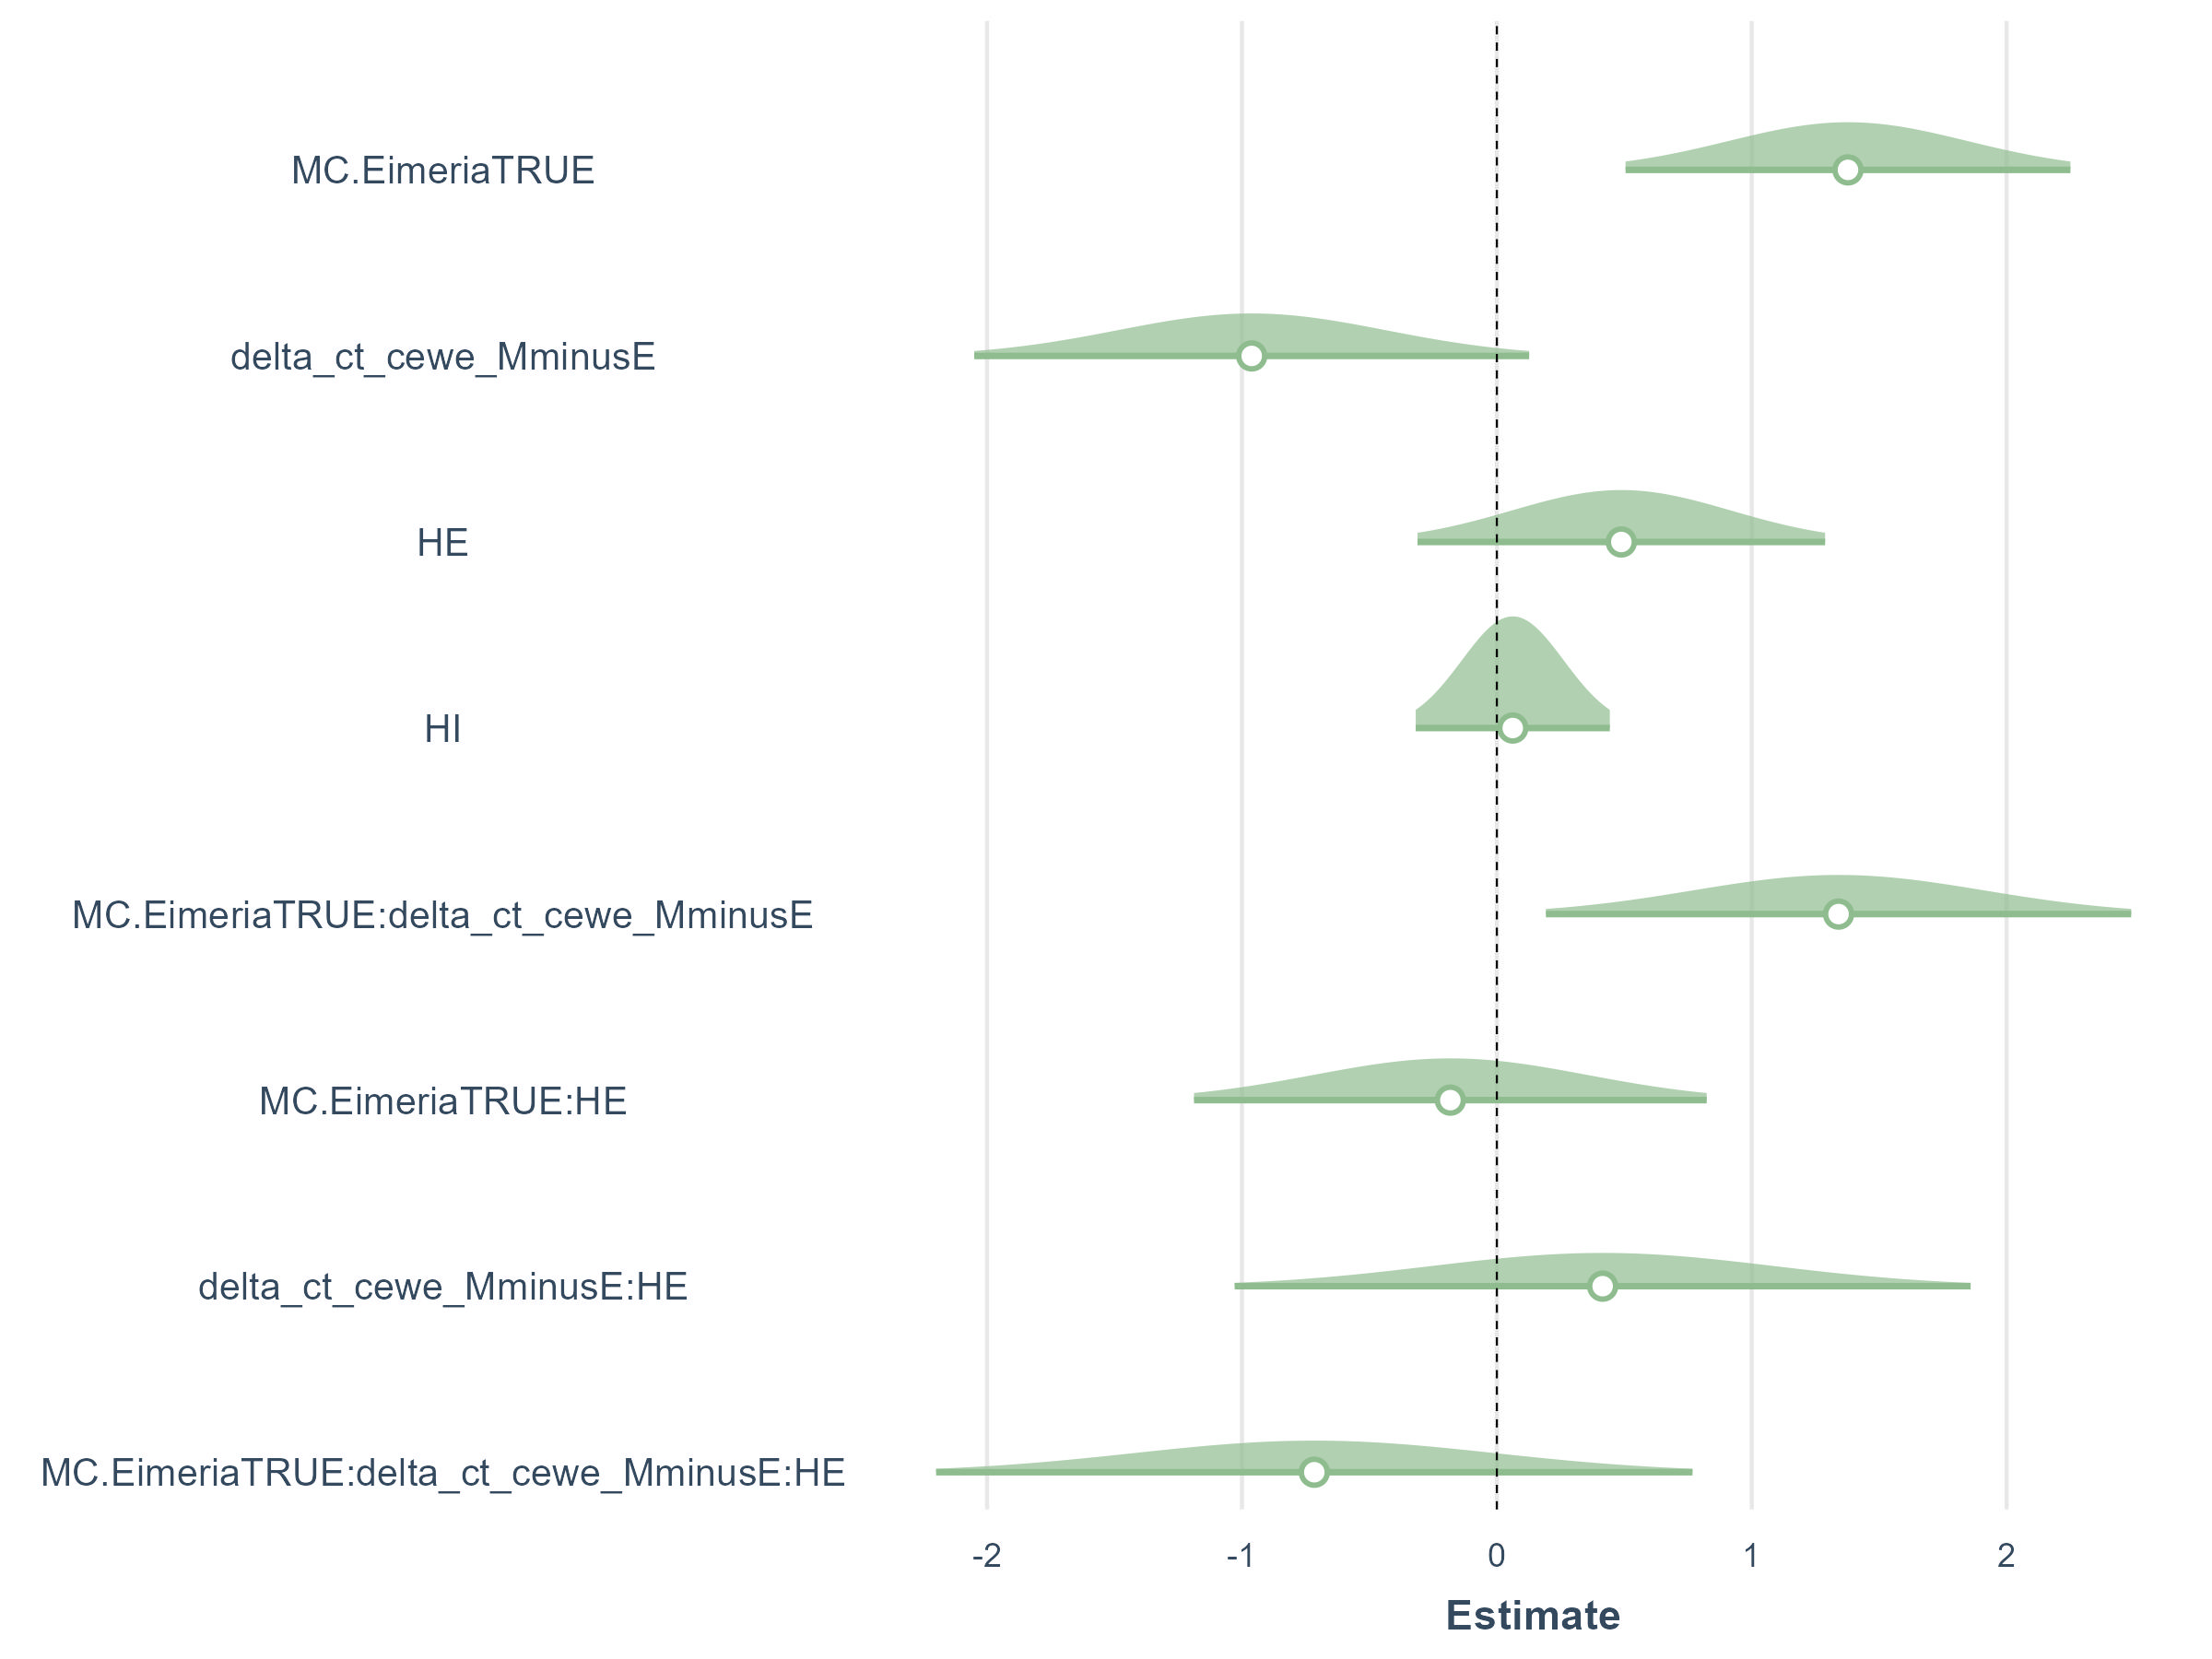 MC.EimeriaTRUE
delta_ct_cewe_MminusE
HE
HI
MC.EimeriaTRUE:delta_ct_cewe_MminusE
MC.EimeriaTRUE:HE
delta_ct_cewe_MminusE:HE
MC.EimeriaTRUE:delta_ct_cewe_MminusE:HE
-2 -1 0 1 2
Estimate